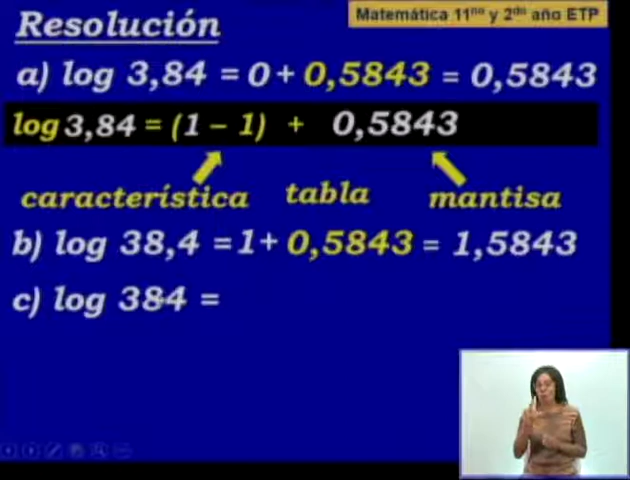 Matemática 11no y 2do año ETP
Resolución
a) log 3,84 = 0 + 0,5843 = 0,5843
log 3,84 = (1 – 1) + 0,5843
característica tabla mantisa
b) log 38,4 = 1 + 0,5843 = 1,5843
c) log 384 =